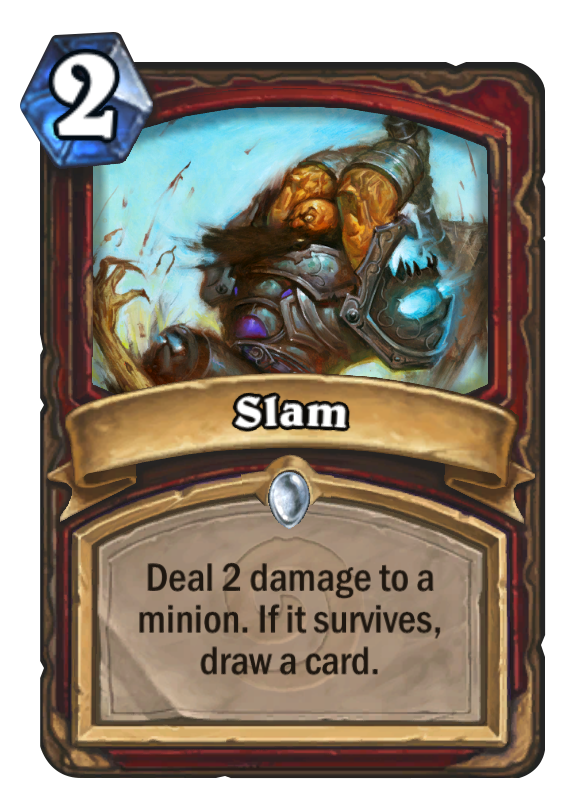 2
Slam
Deal 2 damage to a
minion. If it survives,
draw a card.